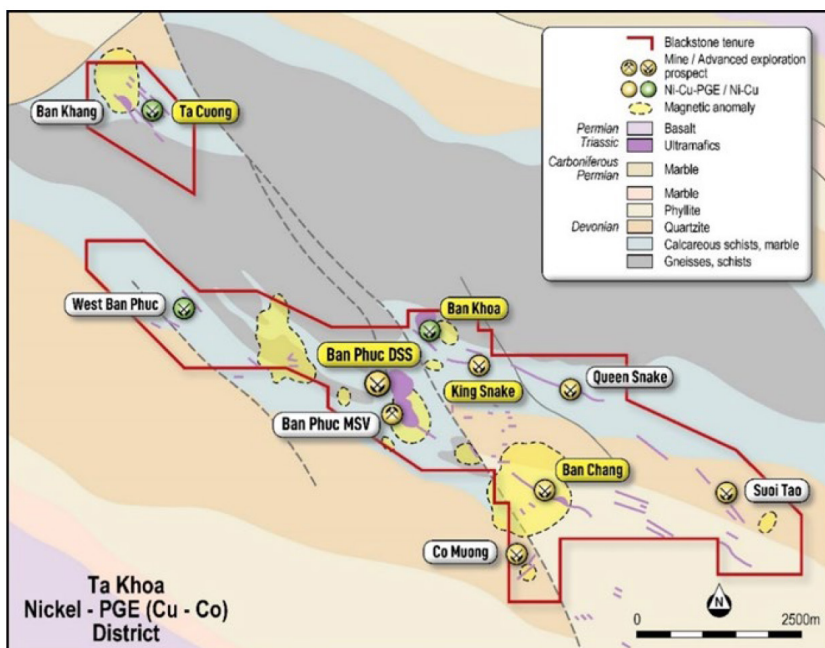 Blackstone tenure
Mine / Advanced exploration
prospect
Ni-Cu-PGE / Ni-Cu
Magnetic anomaly
Permian
Triassic
Basalt
Ultramafics
Carboniferous
Permian
Marble
Marble
Phyllite
Devonian
Quartzite
Calcareous schists, marble
Gneisses, schists
Ban Khang
Ta Cuong
West Ban Phuc
Ban Khoa
Ban Phuc DSS
King Snake
Queen Snake
Ban Phuc MSV
Ban Chang
Suoi Tao
Co Muong
Ta Khoa
Nickel - PGE (Cu - Co)
District
N
0
2500m